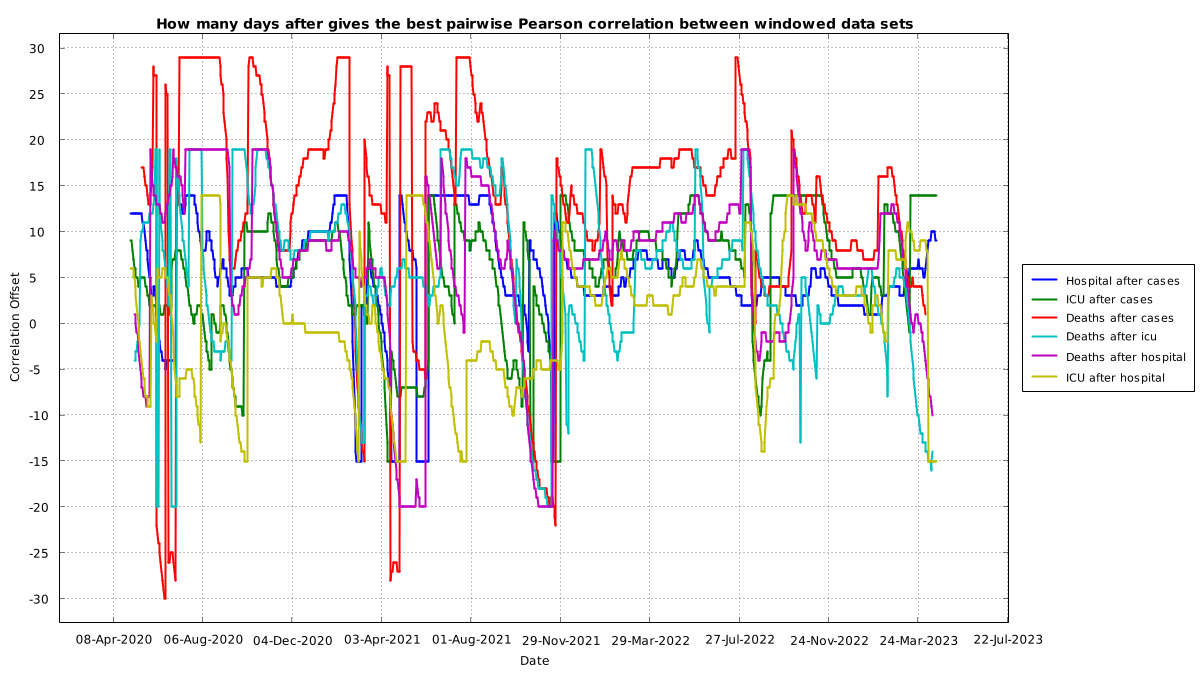 How many days after gives the best pairwise Pearson correlation between windowed data sets
30
25
20
15
10
5
0
-5
-10
-15
-20
-25
-30
Correlation Offset
08-Apr-2020 06-Aug-2020 04-Dec-2020 03-Apr-2021 01-Aug-2021 29-Nov-2021 29-Mar-2022 27-Jul-2022 24-Nov-2022 24-Mar-2023 22-Jul-2023
Date
Hospital after cases
ICU after cases
Deaths after cases
Deaths after icu
Deaths after hospital
ICU after hospital